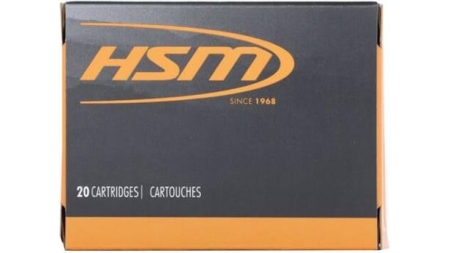 HSM
SINCE 1968
20 CARTRIDGES| CARTOUCHES